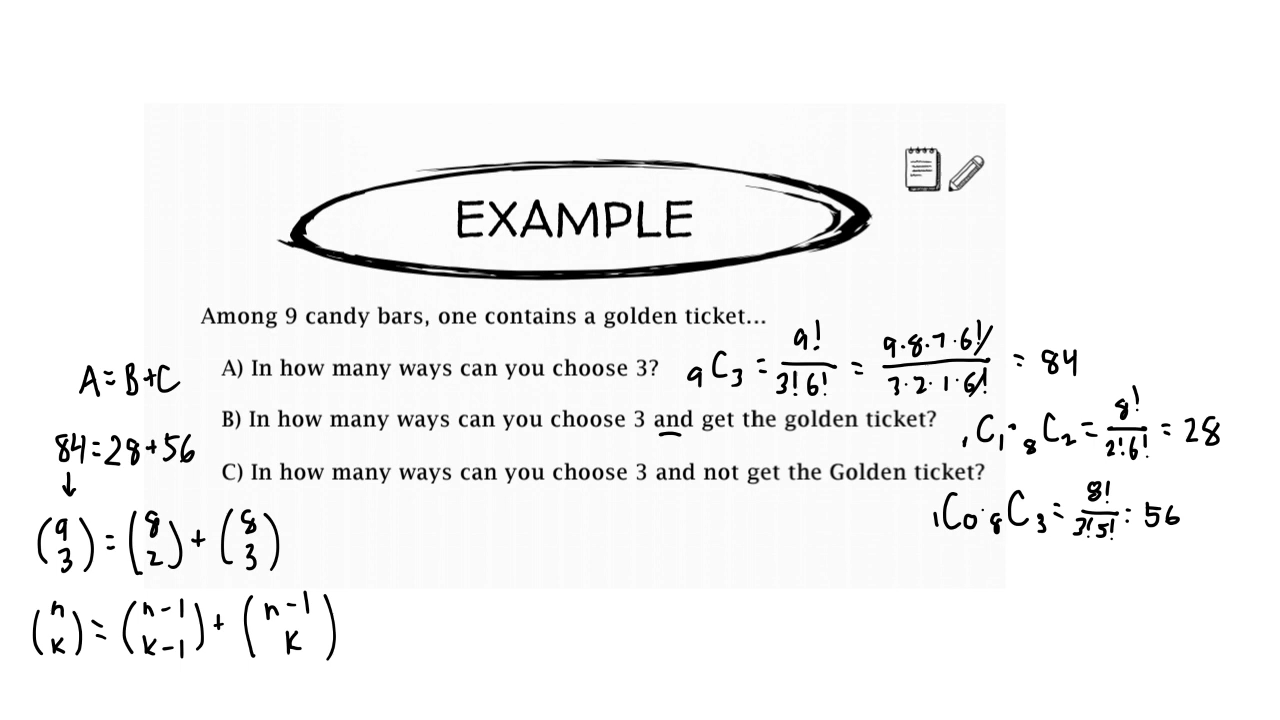 EXAMPLE
Among 9 candy bars, one contains a golden ticket...
A) In how many ways can you choose 3? ₉C₃ = 9!/(3!6!) = (9·8·7·6!)/(3·2·1·6!) = 84
B) In how many ways can you choose 3 and get the golden ticket? ₁C₁·₈C₂ = 8!/(2!6!) = 28
C) In how many ways can you choose 3 and not get the Golden ticket?
₁C₀·₈C₃ = 8!/(3!5!) = 56
A=B+C
84=28+56
↓
(9 3) = (8 2) + (8 3)
(n k) = (n-1 k-1) + (n-1 k)